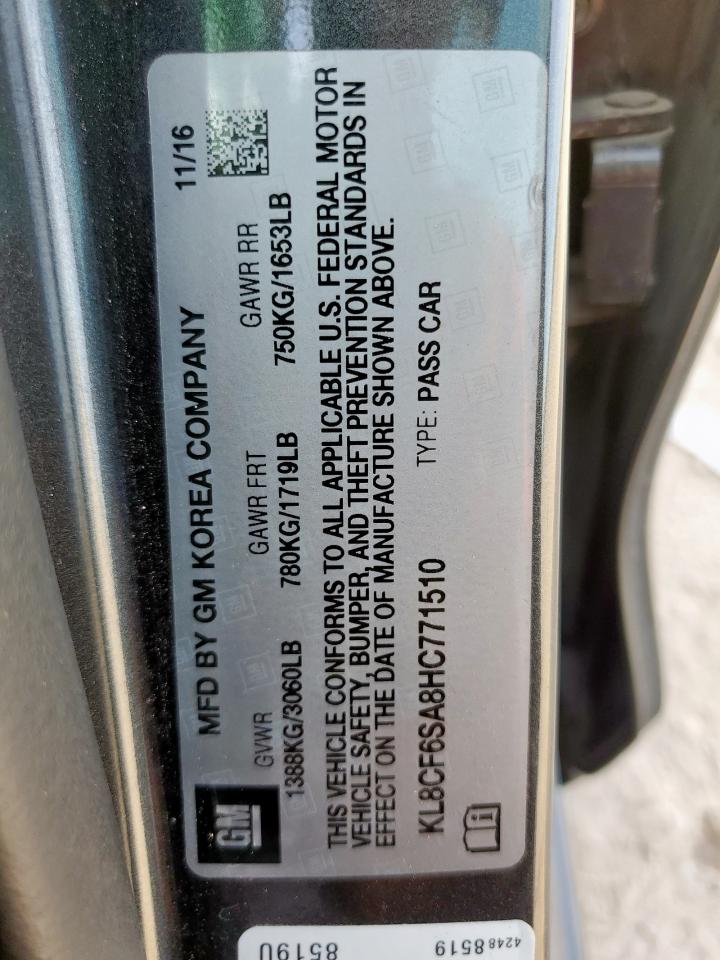 MFD BY GM KOREA COMPANY 11/16
GVWR GAWR FRT GAWR RR
1388KG/3060LB 780KG/1719LB 750KG/1653LB
THIS VEHICLE CONFORMS TO ALL APPLICABLE U.S. FEDERAL MOTOR
VEHICLE SAFETY, BUMPER, AND THEFT PREVENTION STANDARDS IN
EFFECT ON THE DATE OF MANUFACTURE SHOWN ABOVE.
KL8CF6SA8HC771510 TYPE: PASS CAR
GM
42488519
8519U